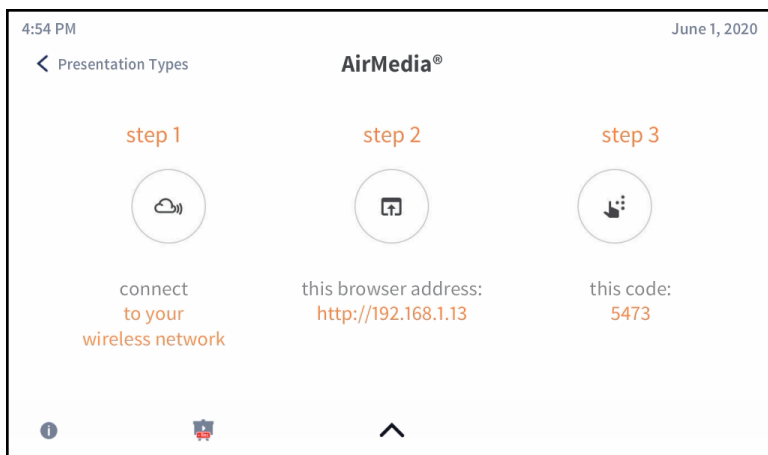 4:54 PM
June 1, 2020
Presentation Types
AirMedia®
step 1
step 2
step 3
connect
to your
wireless network
this browser address:
http://192.168.1.13
this code:
5473